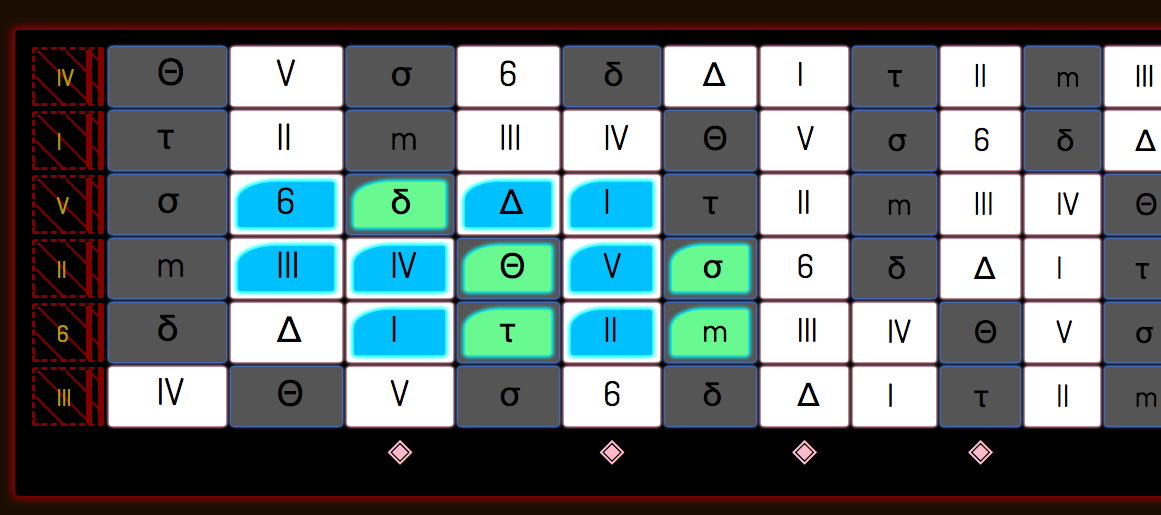 IV Θ V σ 6 δ Δ I τ II m III
I τ II m III IV Θ V σ 6 δ Δ
V σ 6 δ Δ I τ II m III IV Θ
II m III IV Θ V σ 6 δ Δ I τ
6 δ Δ I τ II m III IV Θ V σ
III IV Θ V σ 6 δ Δ I τ II m